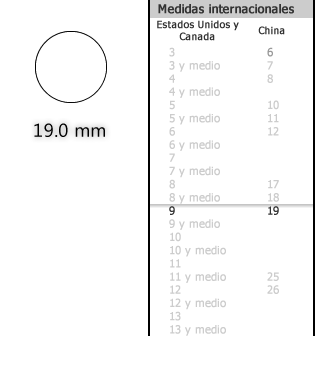 Medidas internacionales
Estados Unidos y Canada China
3 6
3 y medio 7
4 8
4 y medio
5 10
5 y medio 11
6 12
6 y medio
7
7 y medio
8 17
8 y medio 18
9 19
9 y medio
10
10 y medio
11
11 y medio 25
12 26
12 y medio
13
13 y medio
19.0 mm